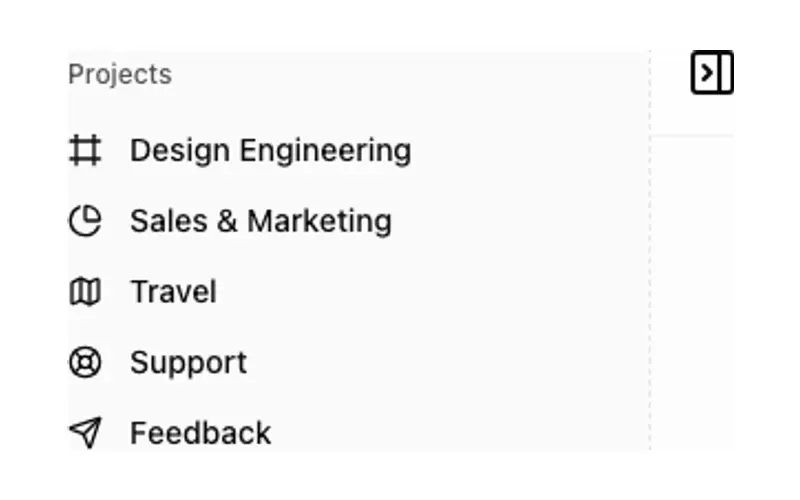 Projects
Design Engineering
Sales & Marketing
Travel
Support
Feedback